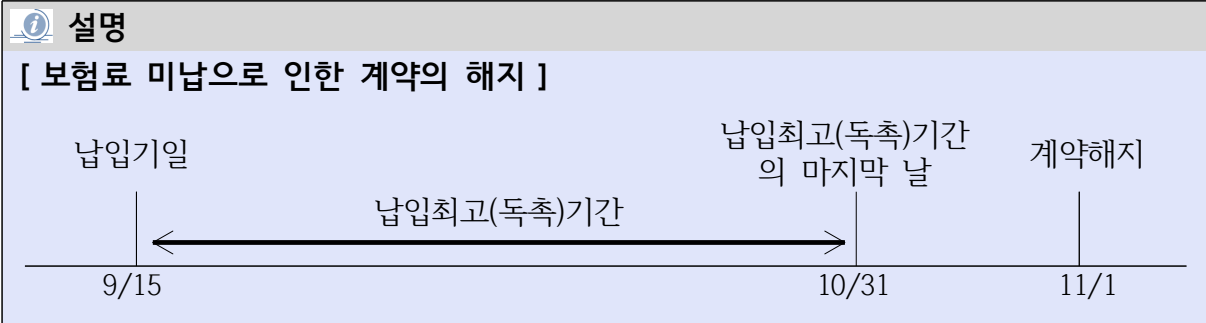 설명
[ 보험료 미납으로 인한 계약의 해지 ]
납입기일
납입최고(독촉)기간
의 마지막 날
계약해지
납입최고(독촉)기간
9/15
10/31
11/1